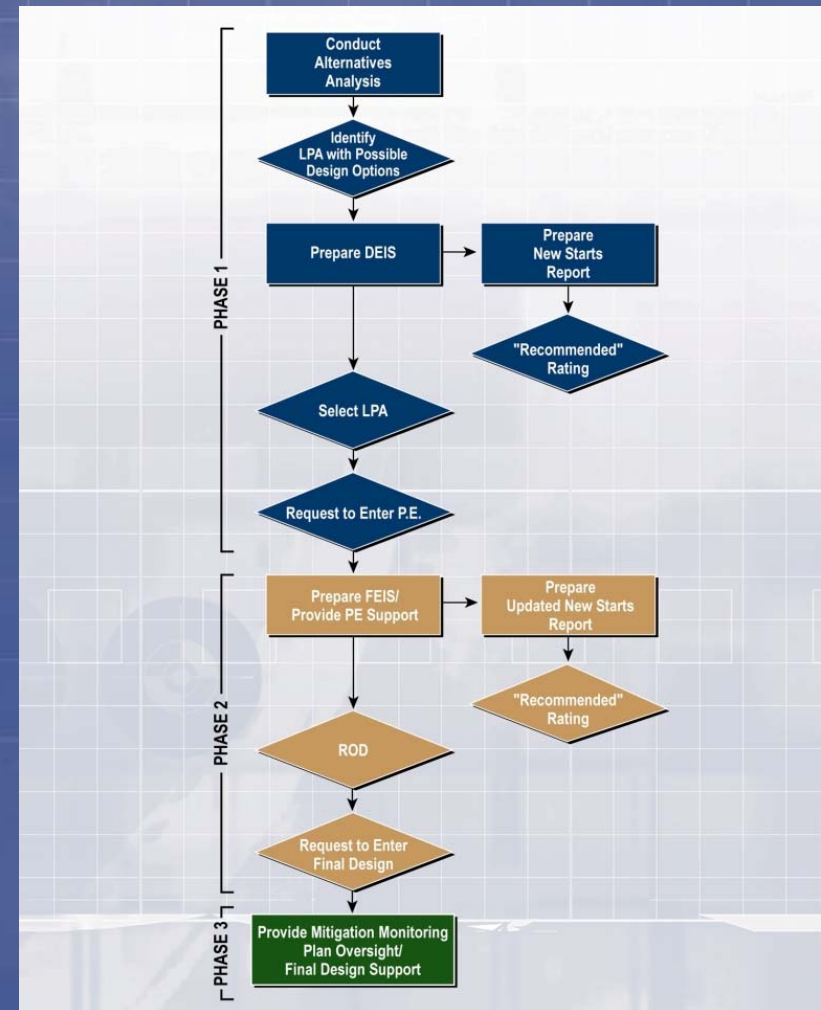 PHASE 1
Conduct
Alternatives
Analysis
Identify
LPA with Possible
Design Options
Prepare DEIS
Prepare
New Starts
Report
"Recommended"
Rating
Select LPA
Request to Enter P.E.
PHASE 2
Prepare FEIS/
Provide PE Support
Prepare
Updated New Starts
Report
"Recommended"
Rating
ROD
Request to Enter
Final Design
PHASE 3
Provide Mitigation Monitoring
Plan Oversight/
Final Design Support